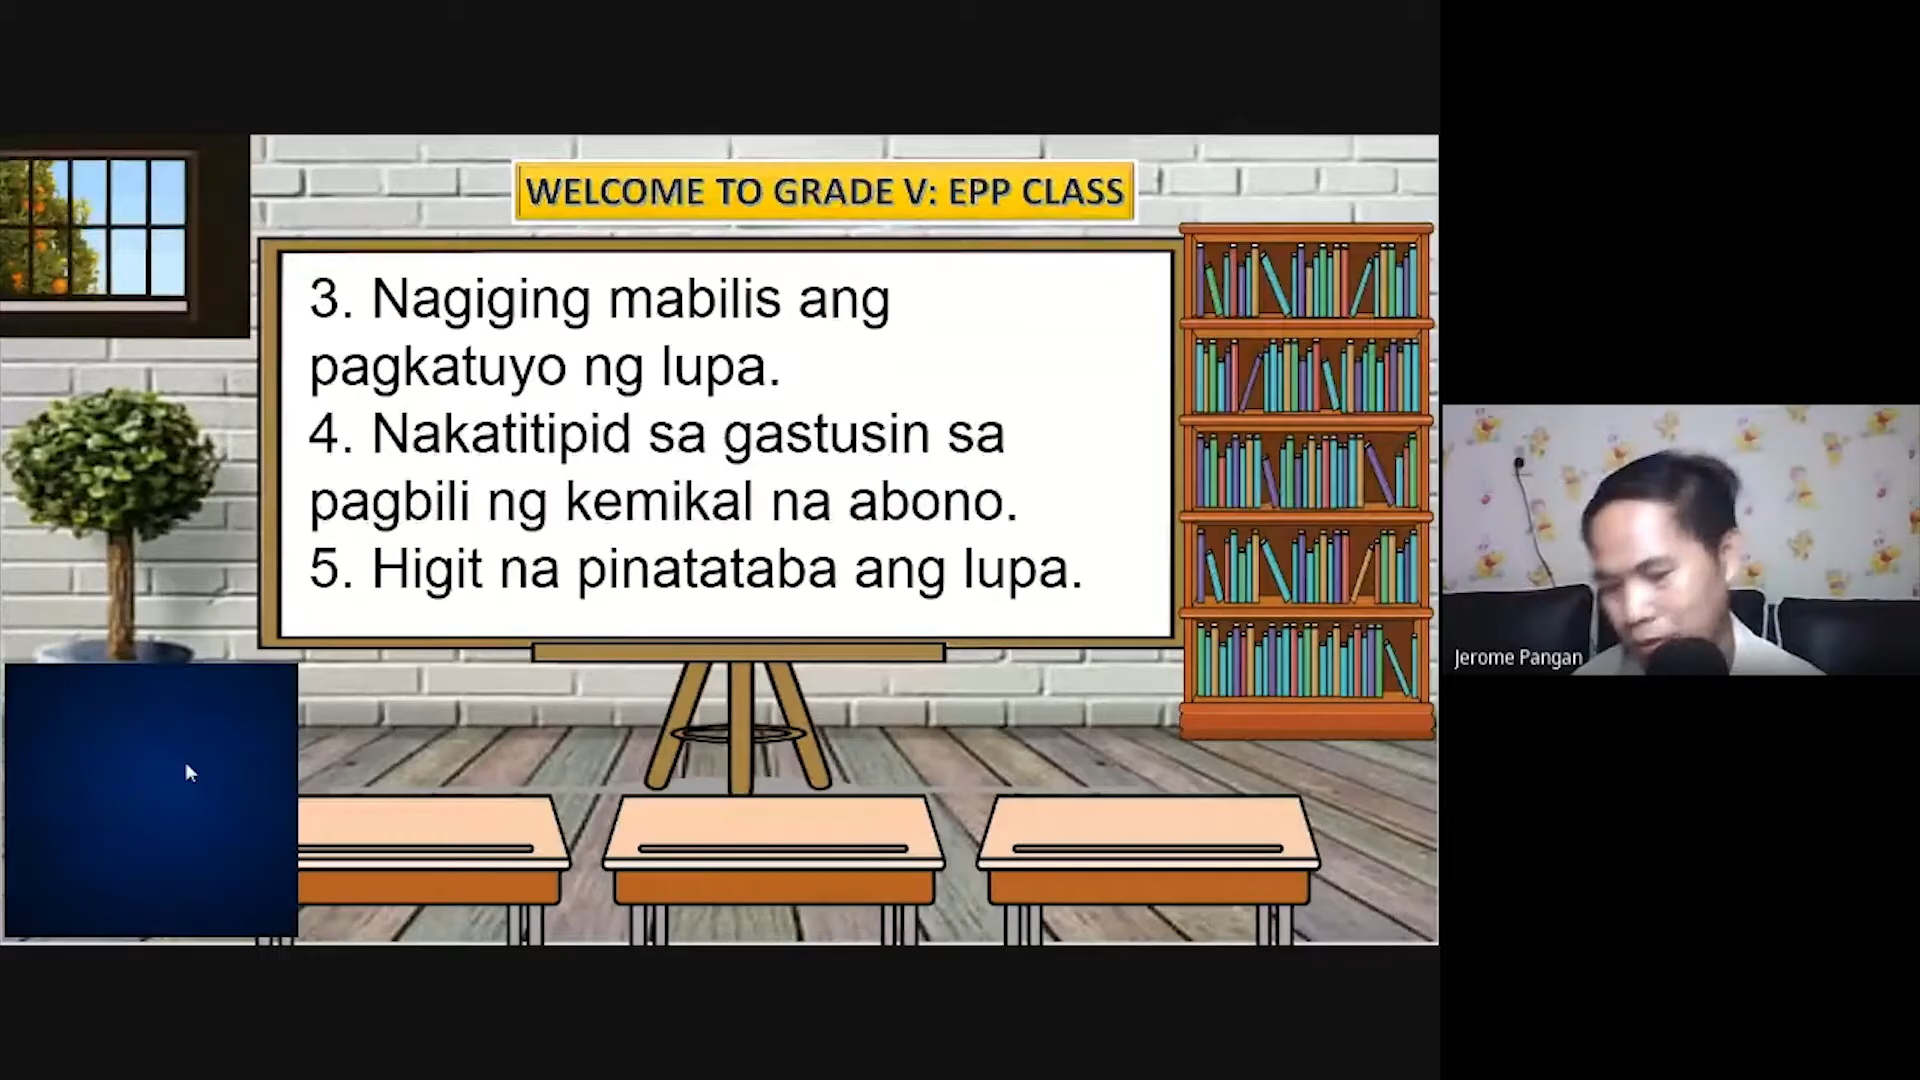 WELCOME TO GRADE V: EPP CLASS
3. Nagiging mabilis ang
pagkatuyo ng lupa.
4. Nakatitipid sa gastusin sa
pagbili ng kemikal na abono.
5. Higit na pinatataba ang lupa.
Jerome Pangan